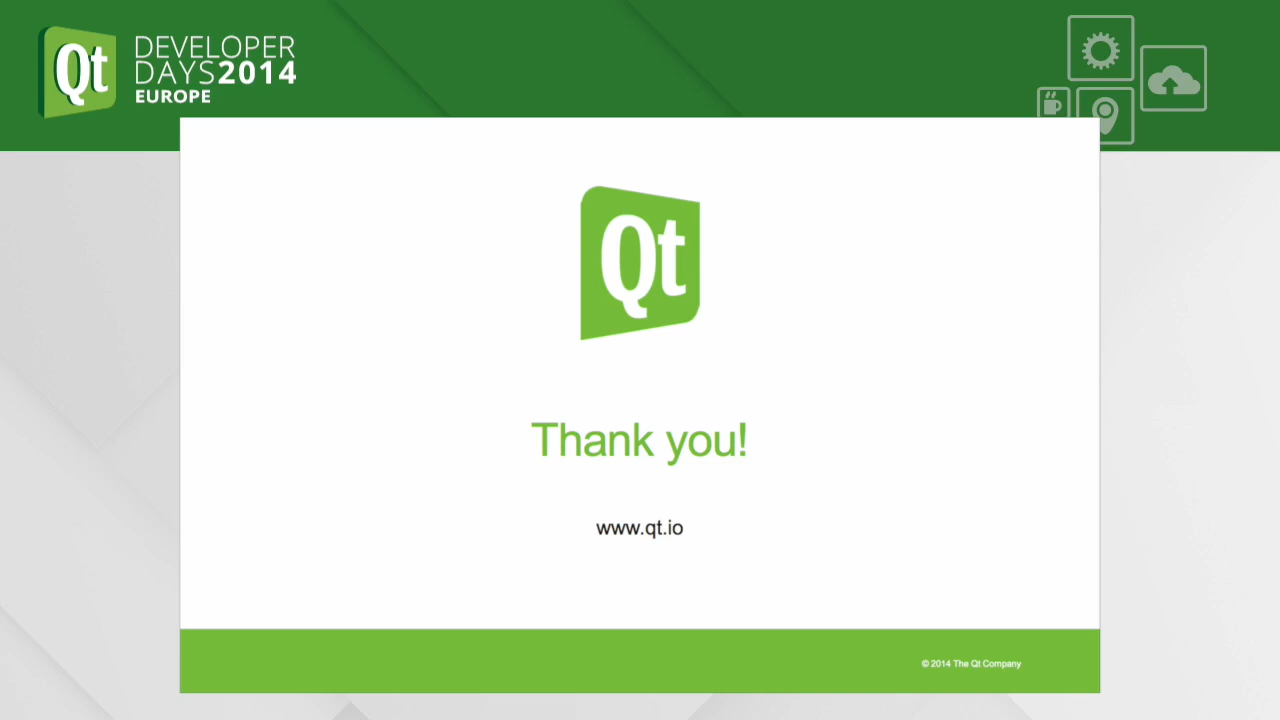 Qt
DEVELOPER
DAYS2014
EUROPE
Qt
Thank you!
www.qt.io
© 2014 The Qt Company